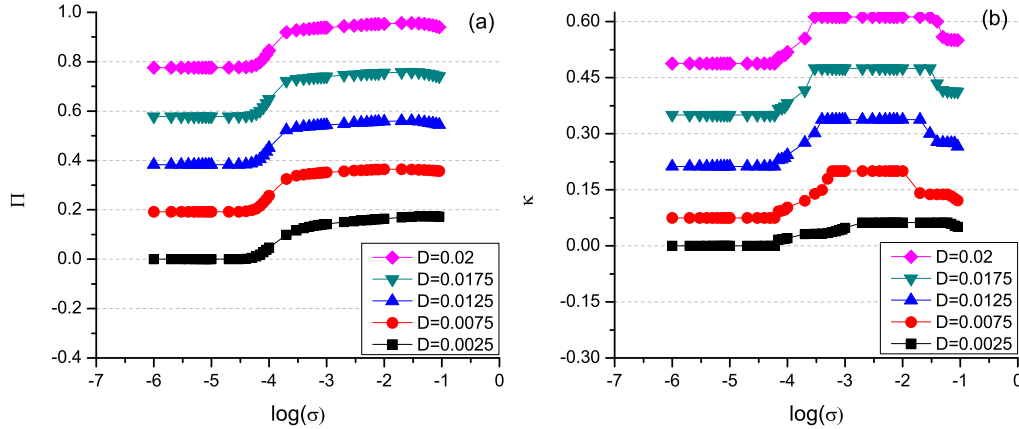 (a)
1.0
0.8
0.6
0.4
0.2
0.0
-0.2
-0.4
Π
-7 -6 -5 -4 -3 -2 -1 0
log(σ)
D=0.02
D=0.0175
D=0.0125
D=0.0075
D=0.0025
(b)
0.60
0.45
0.30
0.15
0.00
-0.15
-0.30
κ
-7 -6 -5 -4 -3 -2 -1 0
log(σ)
D=0.02
D=0.0175
D=0.0125
D=0.0075
D=0.0025